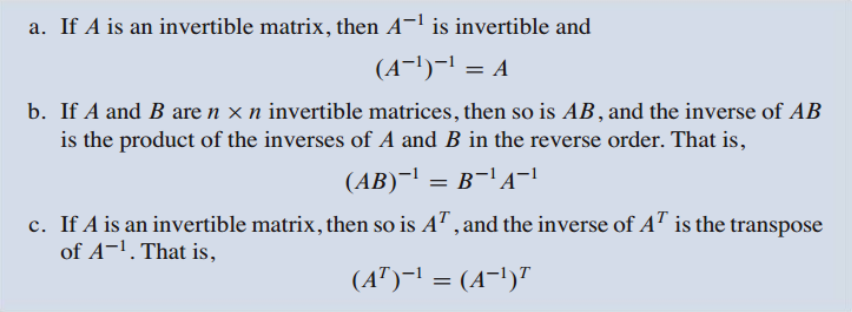 a. If A is an invertible matrix, then A⁻¹ is invertible and
(A⁻¹)⁻¹ = A
b. If A and B are n × n invertible matrices, then so is AB, and the inverse of AB
is the product of the inverses of A and B in the reverse order. That is,
(AB)⁻¹ = B⁻¹A⁻¹
c. If A is an invertible matrix, then so is Aᵀ, and the inverse of Aᵀ is the transpose
of A⁻¹. That is,
(Aᵀ)⁻¹ = (A⁻¹)ᵀ